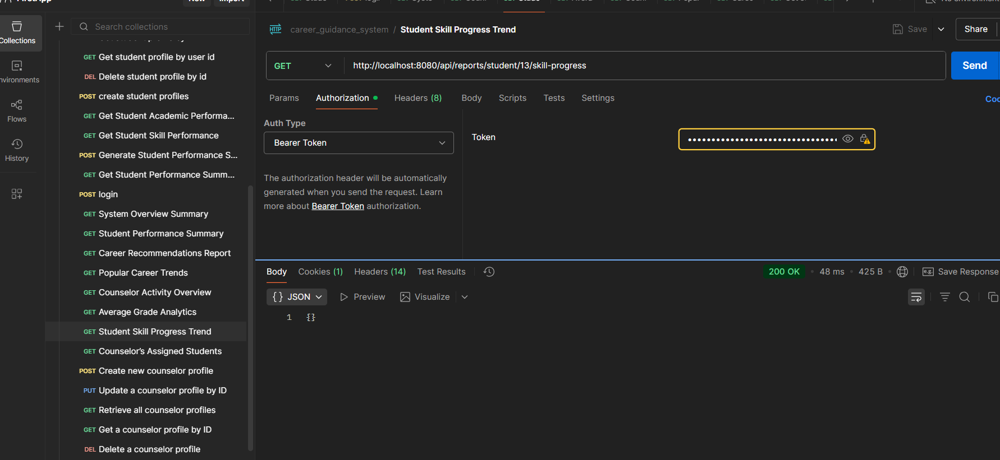 FirstApp
New
Import
Collections
Search collections
Environments
Flows
History
GET Get student profile by user id
DEL Delete student profile by id
POST create student profiles
GET Get Student Academic Performa...
GET Get Student Skill Performance
POST Generate Student Performance S...
GET Get Student Performance Summ...
POST login
GET System Overview Summary
GET Student Performance Summary
GET Career Recommendations Report
GET Popular Career Trends
GET Counselor Activity Overview
GET Average Grade Analytics
GET Student Skill Progress Trend
GET Counselor’s Assigned Students
POST Create new counselor profile
PUT Update a counselor profile by ID
GET Retrieve all counselor profiles
GET Get a counselor profile by ID
DEL Delete a counselor profile
No environment
HTTP career_guidance_system / Student Skill Progress Trend
Save
Share
GET http://localhost:8080/api/reports/student/13/skill-progress
Send
Params Authorization Headers (8) Body Scripts Tests Settings
Coo
Auth Type
Bearer Token
The authorization header will be automatically
generated when you send the request. Learn
more about Bearer Token authorization.
Token
Body Cookies (1) Headers (14) Test Results
200 OK • 48 ms • 425 B • e.g. Save Response
{} JSON Preview Visualize
1 {}